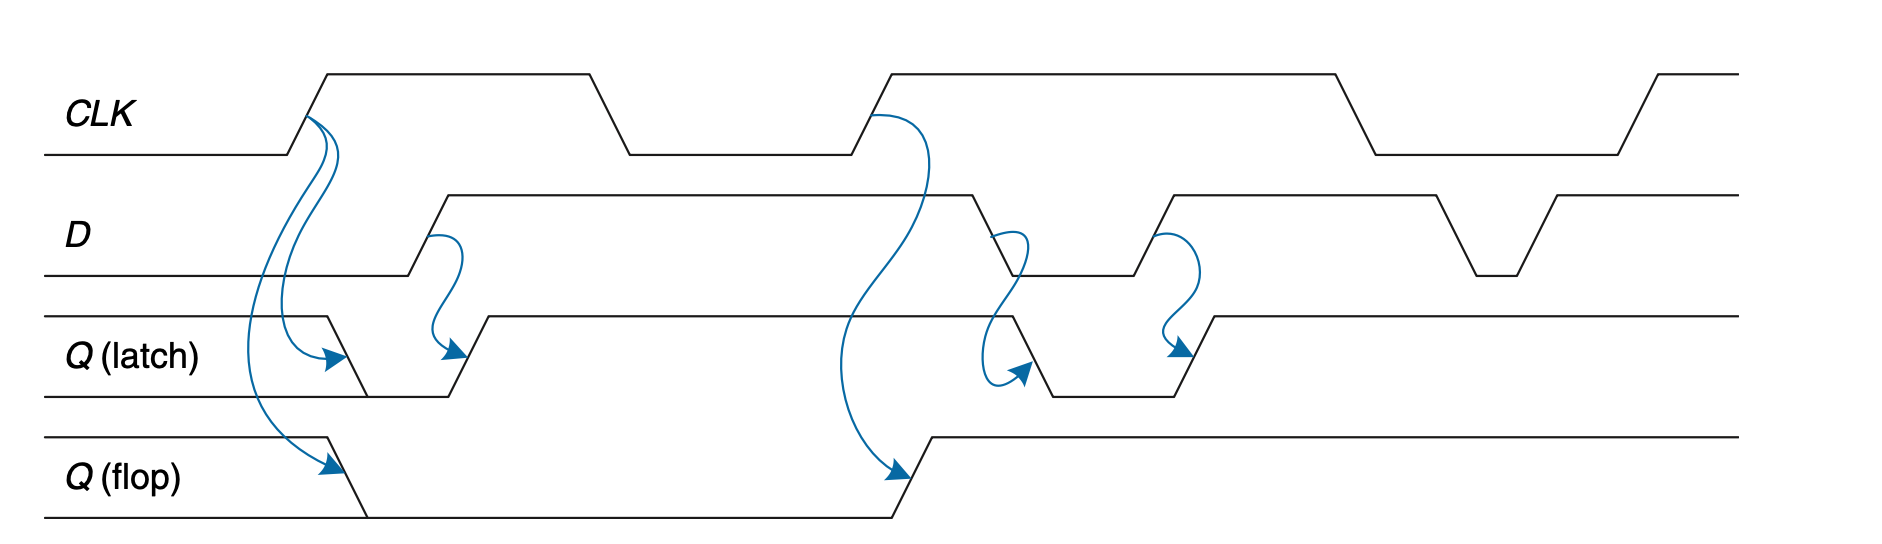 CLK
D
Q (latch)
Q (flop)